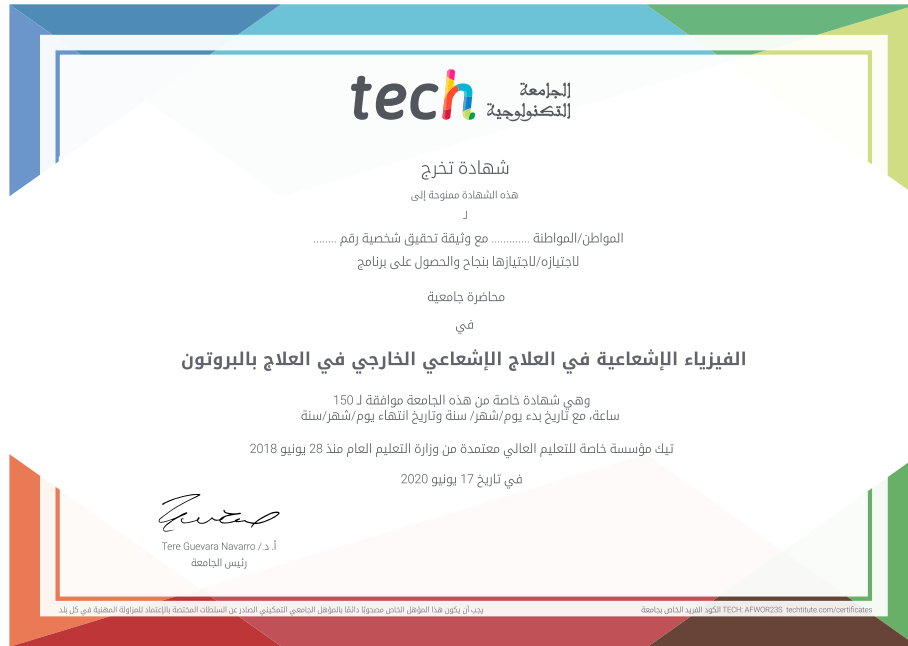 tech الجامعة
التكنولوجية
شهادة تخرج
هذه الشهادة ممنوحة إلى
لـ
المواطن/المواطنة ............. مع وثيقة تحقيق شخصية رقم ........
لاجتيازه/لاجتيازها بنجاح والحصول على برنامج
محاضرة جامعية
في
الفيزياء الإشعاعية في العلاج الإشعاعي الخارجي في العلاج بالبروتون
وهي شهادة خاصة من هذه الجامعة موافقة لـ 150
ساعة، مع تاريخ بدء يوم/شهر/ سنة وتاريخ انتهاء يوم/شهر/سنة
تيك مؤسسة خاصة للتعليم العالي معتمدة من وزارة التعليم العام منذ 28 يونيو 2018
في تاريخ 17 يونيو 2020
أ. د./ Tere Guevara Navarro
رئيس الجامعة
يجب أن يكون هذا المؤهل الخاص مصحوبًا دائمًا بالمؤهل الجامعي التمكيني الصادر عن السلطات المختصة بالإعتماد للمزاولة المهنية في كل بلد.
الكود الفريد الخاص بجامعة TECH: AFWOR23S techtitute.com/certificates